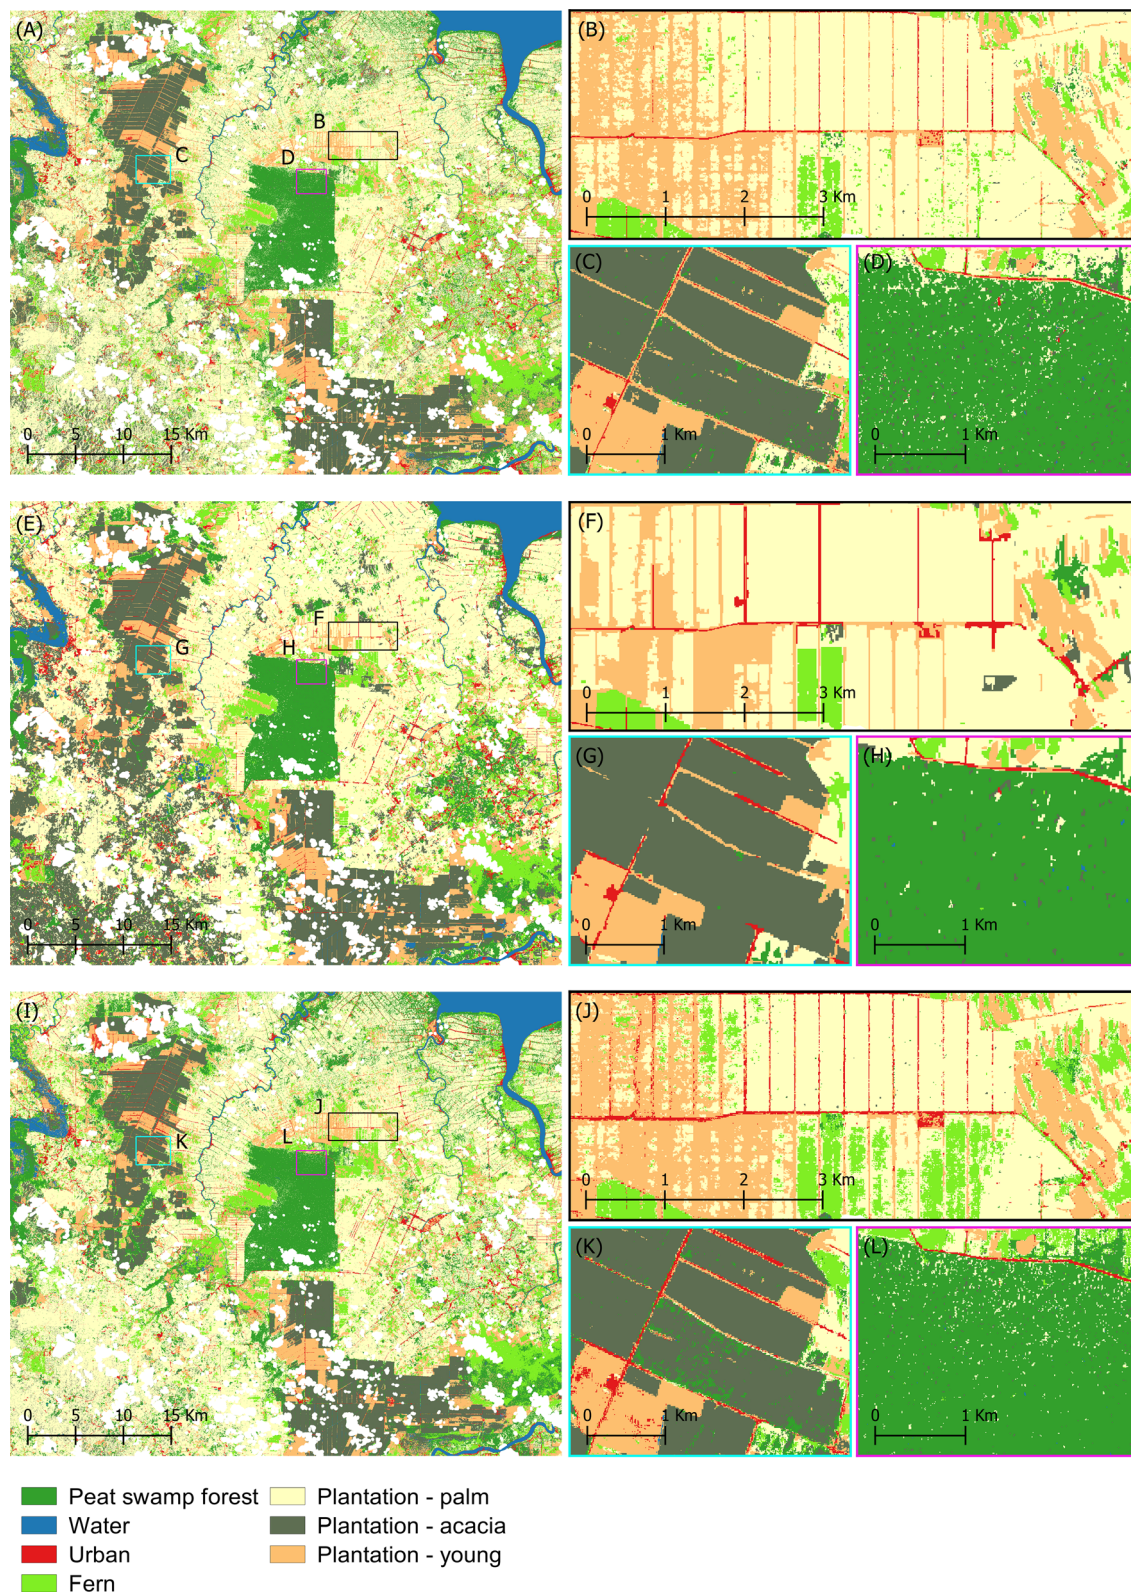 (A)
B
C
D
0 5 10 15 Km
(B)
0 1 2 3 Km
(C)
0 1 Km
(D)
0 1 Km
(E)
F
G
H
0 5 10 15 Km
(F)
0 1 2 3 Km
(G)
0 1 Km
(H)
0 1 Km
(I)
J
K
L
0 5 10 15 Km
(J)
0 1 2 3 Km
(K)
0 1 Km
(L)
0 1 Km
Peat swamp forest
Water
Urban
Fern
Plantation - palm
Plantation - acacia
Plantation - young